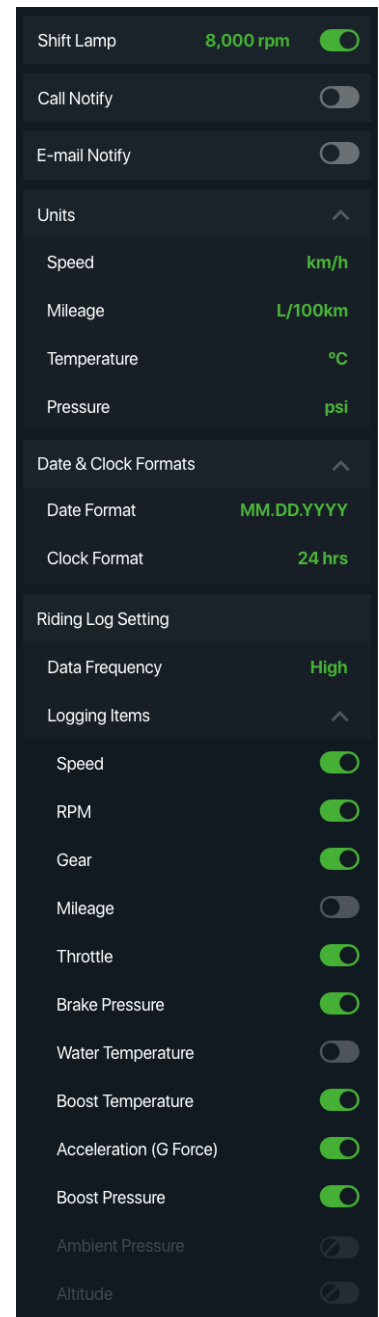 Shift Lamp 8,000 rpm
Call Notify
E-mail Notify
Units
Speed km/h
Mileage L/100km
Temperature °C
Pressure psi
Date & Clock Formats
Date Format MM.DD.YYYY
Clock Format 24 hrs
Riding Log Setting
Data Frequency High
Logging Items
Speed
RPM
Gear
Mileage
Throttle
Brake Pressure
Water Temperature
Boost Temperature
Acceleration (G Force)
Boost Pressure
Ambient Pressure
Altitude